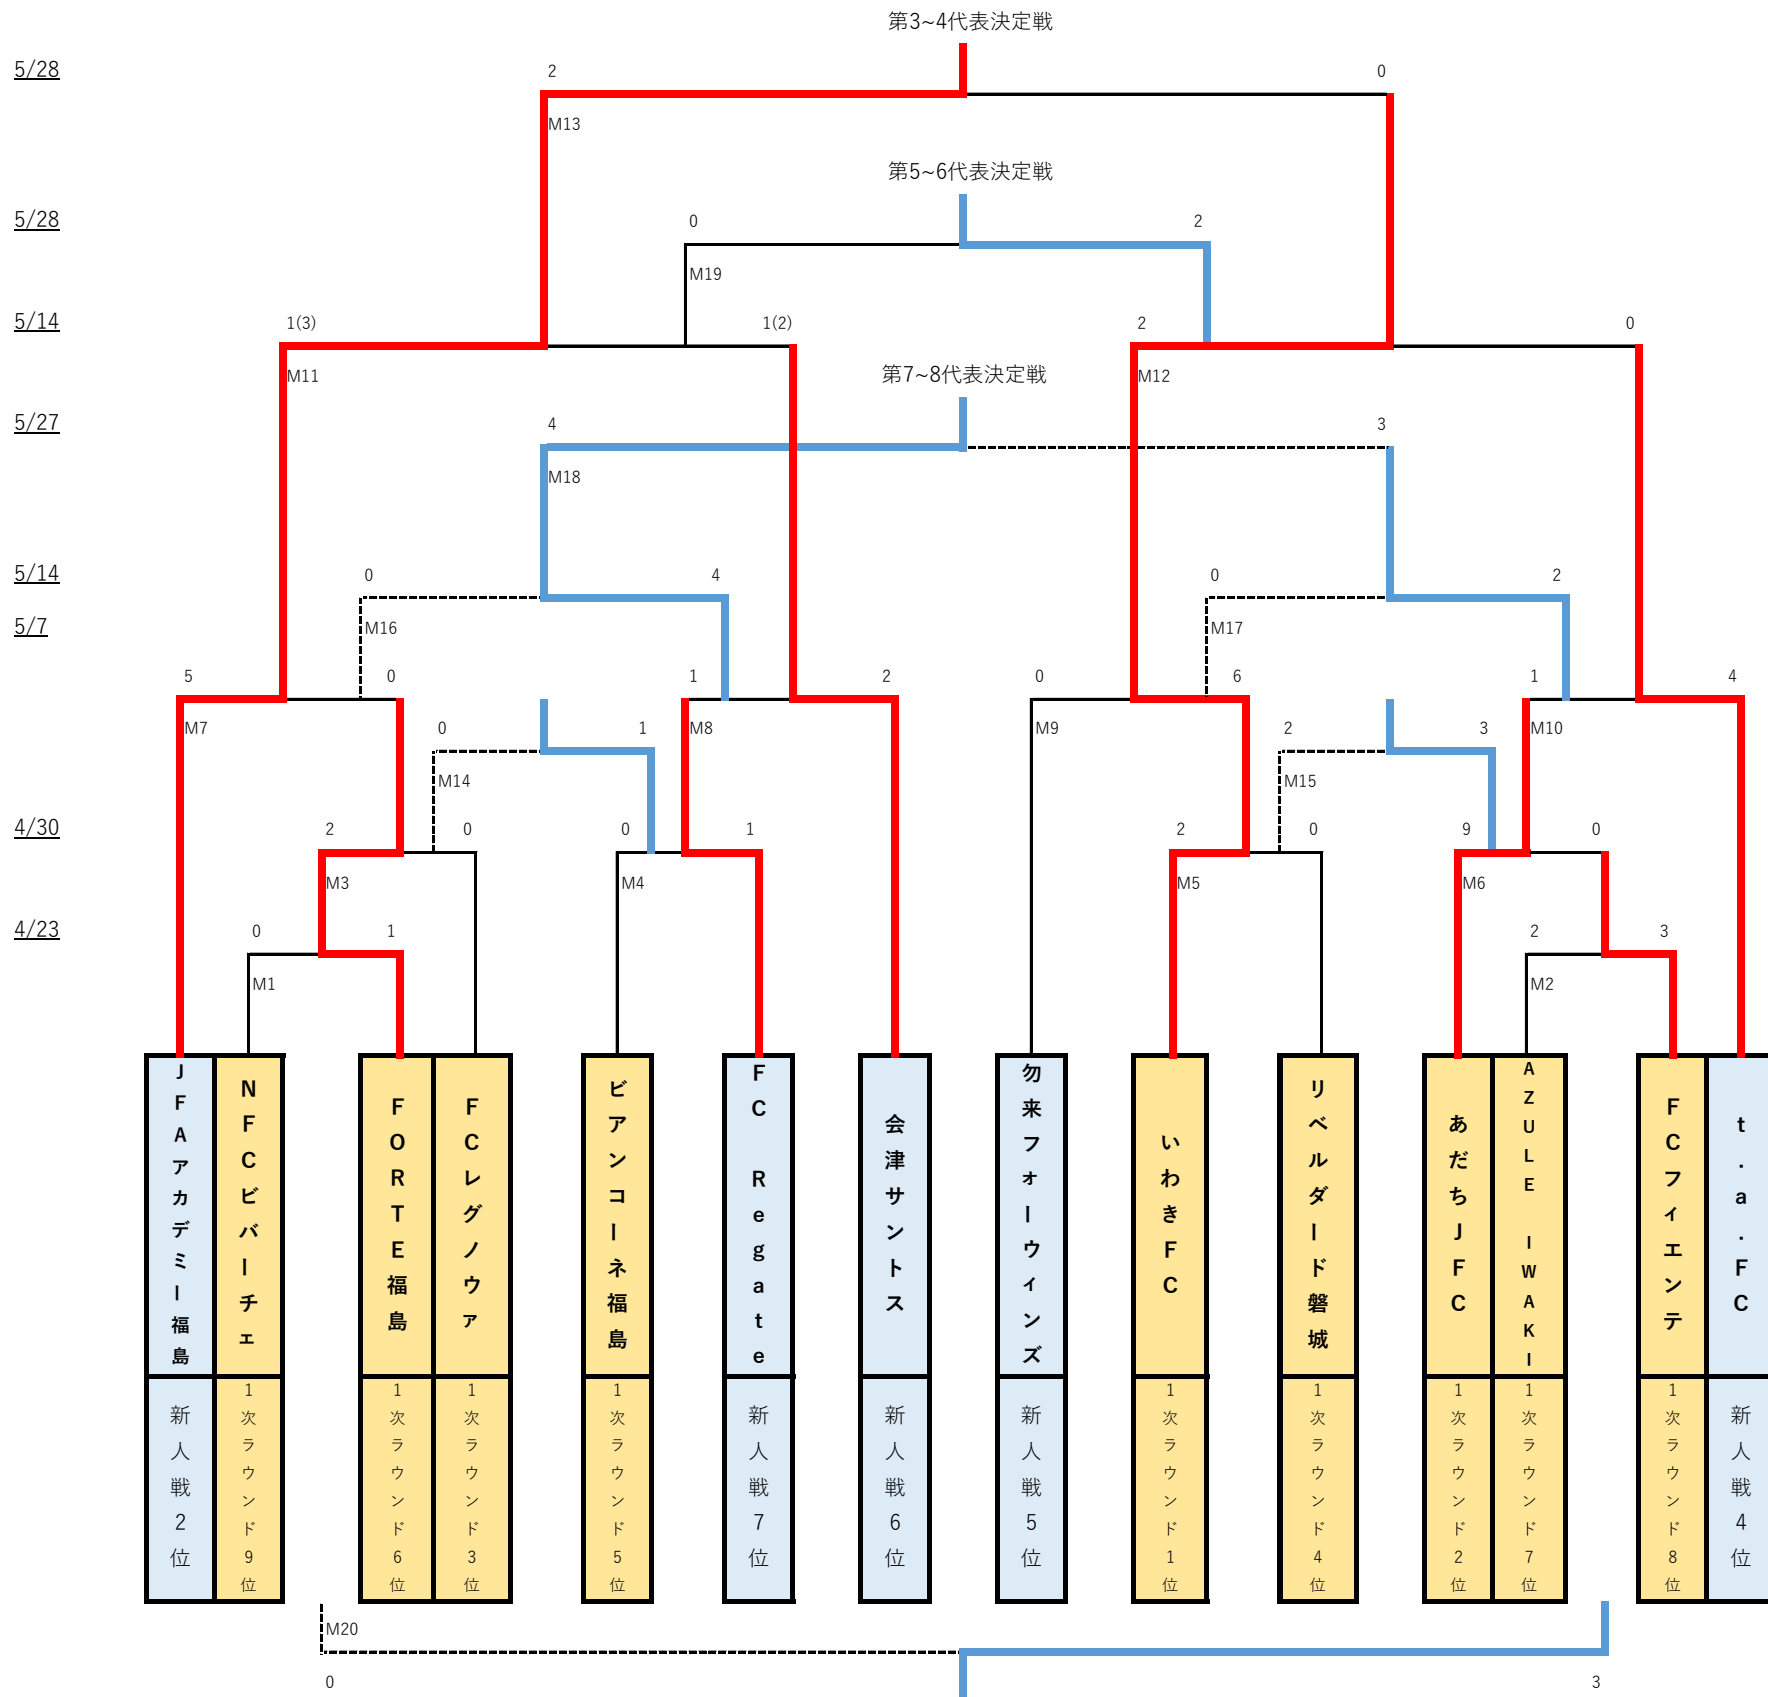 第3~4代表決定戦
5/28
2
0
M13
第5~6代表決定戦
5/28
0
2
M19
5/14
1(3)
1(2)
2
0
M11
第7~8代表決定戦
M12
5/27
4
3
M18
5/14
0
4
0
2
5/7
M16
M17
5
0
1
2
0
6
1
4
M7
0
1
M8
M9
2
3
M10
M14
M15
4/30
2
0
0
1
2
0
9
0
M3
M4
M5
M6
4/23
0
1
2
3
M1
M2
JFAアカデミー福島
NFCビバーチェ
FORTE福島
FCレグノウァ
ビアンコーネ福島
FC Regate
会津サントス
勿来フォーウィンズ
いわきFC
リベルダード磐城
あだちJFC
AZULE IWAKI
FCフィエンテ
t.a.FC
新人戦2位
1次ラウンド9位
1次ラウンド6位
1次ラウンド3位
1次ラウンド5位
新人戦7位
新人戦6位
新人戦5位
1次ラウンド1位
1次ラウンド4位
1次ラウンド2位
1次ラウンド7位
1次ラウンド8位
新人戦4位
M20
0
3